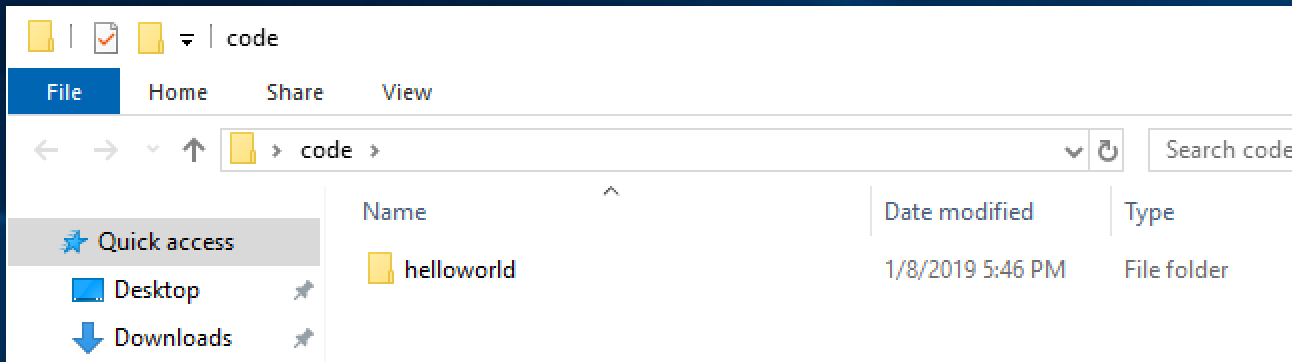 code
File Home Share View
code
Search code
Name Date modified Type
Quick access
helloworld 1/8/2019 5:46 PM File folder
Desktop
Downloads